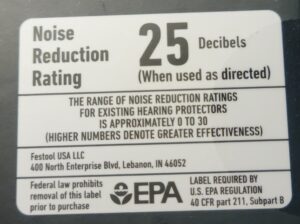 Noise
Reduction
Rating
25 Decibels
(When used as directed)
THE RANGE OF NOISE REDUCTION RATINGS
FOR EXISTING HEARING PROTECTORS
IS APPROXIMATELY 0 TO 30
(HIGHER NUMBERS DENOTE GREATER EFFECTIVENESS)
Festool USA LLC
400 North Enterprise Blvd, Lebanon, IN 46052
Federal law prohibits
removal of this label
prior to purchase
EPA
LABEL REQUIRED BY
U.S. EPA REGULATION
40 CFR part 211, Subpart B